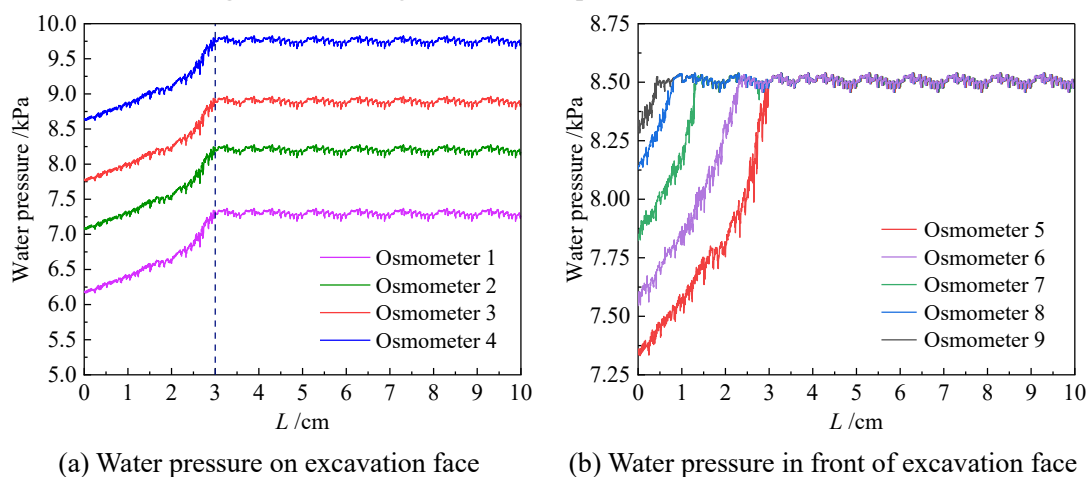 10.0
9.5
9.0
8.5
8.0
7.5
7.0
6.5
6.0
5.5
5.0
Water pressure /kPa
Osmometer 1
Osmometer 2
Osmometer 3
Osmometer 4
0 1 2 3 4 5 6 7 8 9 10
L /cm
(a) Water pressure on excavation face
8.75
8.50
8.25
8.00
7.75
7.50
7.25
Water pressure /kPa
Osmometer 5
Osmometer 6
Osmometer 7
Osmometer 8
Osmometer 9
0 1 2 3 4 5 6 7 8 9 10
L /cm
(b) Water pressure in front of excavation face